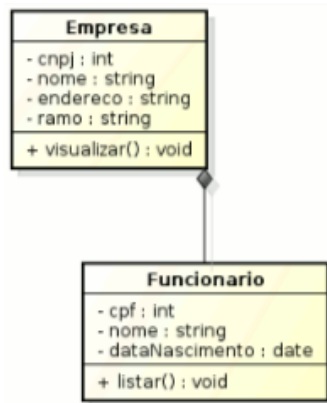 Empresa
- cnpj : int
- nome : string
- endereco : string
- ramo : string
+ visualizar() : void
Funcionario
- cpf : int
- nome : string
- dataNascimento : date
+ listar() : void